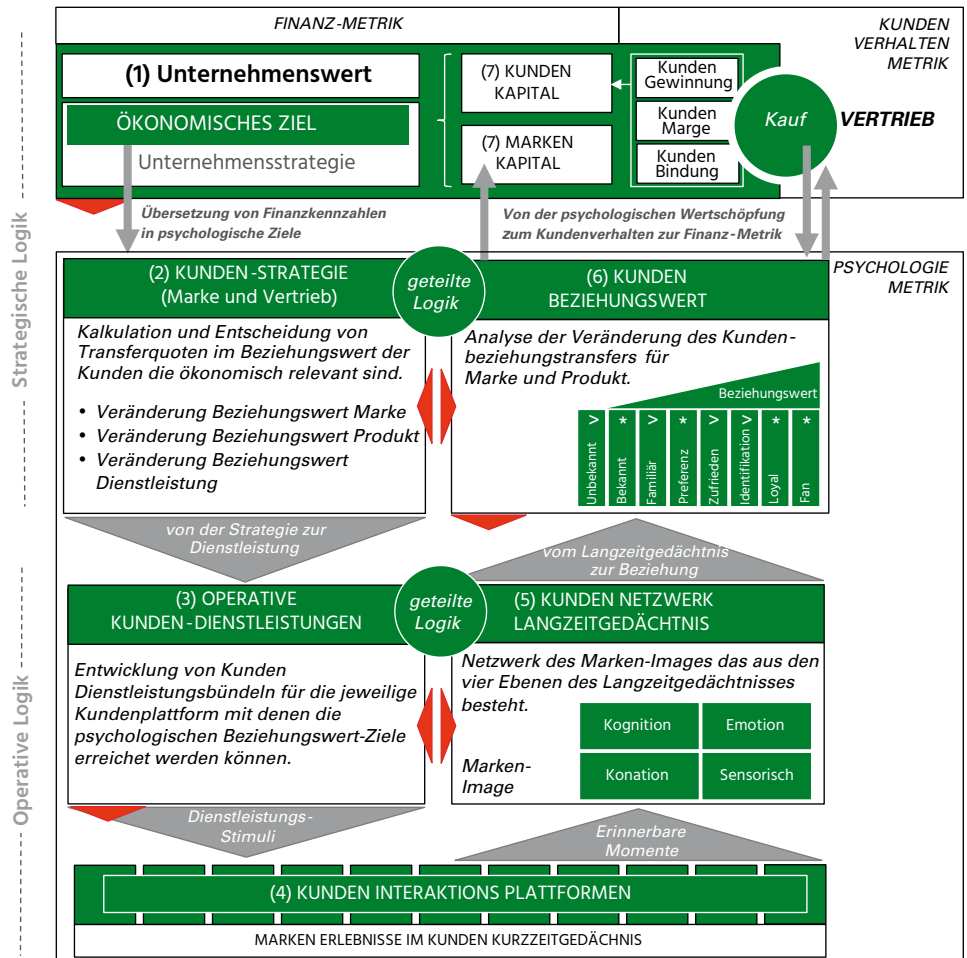 FINANZ-METRIK
KUNDEN
VERHALTEN
METRIK
(1) Unternehmenswert
ÖKONOMISCHES ZIEL
Unternehmensstrategie
(7) KUNDEN
KAPITAL
(7) MARKEN
KAPITAL
Kunden
Gewinnung
Kunden
Marge
Kunden
Bindung
Kauf
VERTRIEB
Übersetzung von Finanzkennzahlen
in psychologische Ziele
Von der psychologischen Wertschöpfung
zum Kundenverhalten zur Finanz-Metrik
Strategische Logik
PSYCHOLOGIE
METRIK
(2) KUNDEN-STRATEGIE
(Marke und Vertrieb)
geteilte
Logik
(6) KUNDEN
BEZIEHUNGSWERT
Kalkulation und Entscheidung von
Transferquoten im Beziehungswert der
Kunden die ökonomisch relevant sind.
• Veränderung Beziehungswert Marke
• Veränderung Beziehungswert Produkt
• Veränderung Beziehungswert
Dienstleistung
Analyse der Veränderung des Kunden-
beziehungstransfers für
Marke und Produkt.
Beziehungswert
Unbekannt >
Bekannt *
Familiär >
Preferenz *
Zufrieden >
Identifikation >
Loyal *
Fan *
von der Strategie zur
Dienstleistung
vom Langzeitgedächtnis
zur Beziehung
Operative Logik
(3) OPERATIVE
KUNDEN-DIENSTLEISTUNGEN
geteilte
Logik
(5) KUNDEN NETZWERK
LANGZEITGEDÄCHTNIS
Entwicklung von Kunden
Dienstleistungsbündeln für die jeweilige
Kundenplattform mit denen die
psychologischen Beziehungswert-Ziele
erreichet werden können.
Netzwerk des Marken-Images das aus den
vier Ebenen des Langzeitgedächtnisses
besteht.
Marken-
Image
Kognition
Emotion
Konation
Sensorisch
Dienstleistungs-
Stimuli
Erinnerbare
Momente
(4) KUNDEN INTERAKTIONS PLATTFORMEN
MARKEN ERLEBNISSE IM KUNDEN KURZZEITGEDÄCHNIS